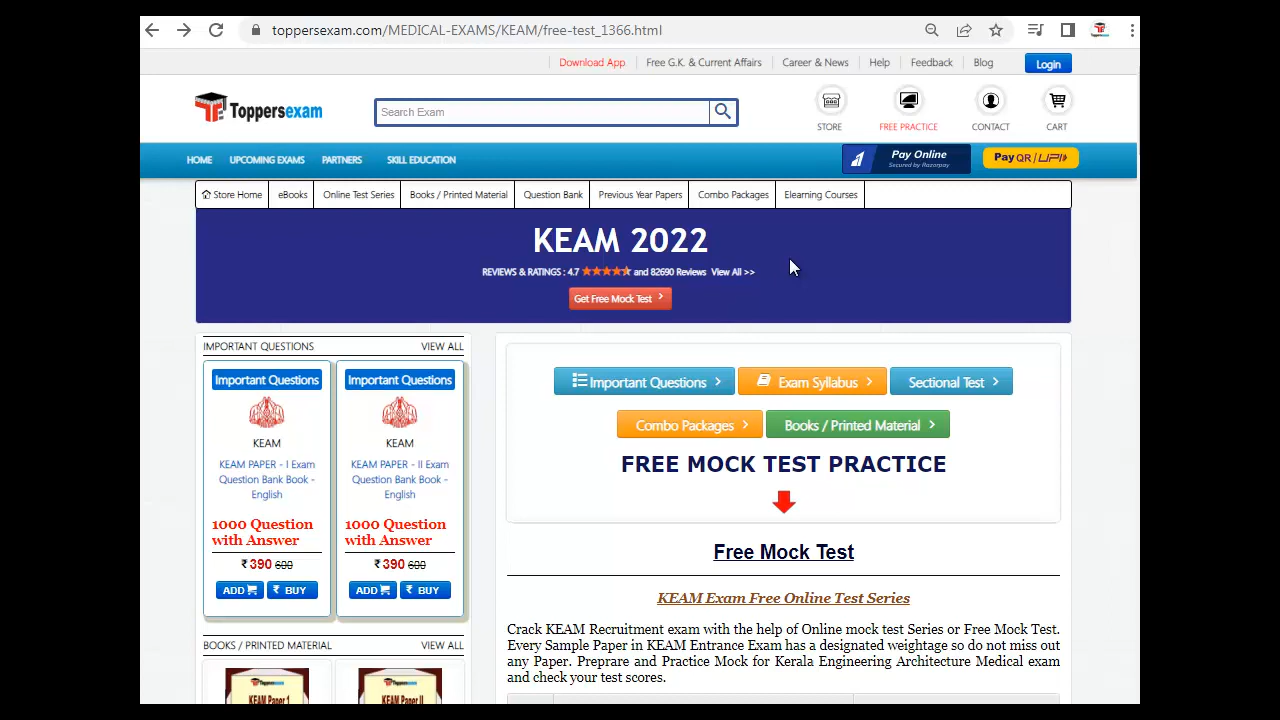 toppersexam.com/MEDICAL-EXAMS/KEAM/free-test_1366.html
Download App Free G.K. & Current Affairs Career & News Help Feedback Blog Login
Toppersexam
Search Exam
STORE FREE PRACTICE CONTACT CART
HOME UPCOMING EXAMS PARTNERS SKILL EDUCATION
Pay Online
Secured by Razorpay
Pay QR / UPI
Store Home eBooks Online Test Series Books / Printed Material Question Bank Previous Year Papers Combo Packages Elearning Courses
KEAM 2022
REVIEWS & RATINGS : 4.7 and 82690 Reviews View All >>
Get Free Mock Test
IMPORTANT QUESTIONS VIEW ALL
Important Questions
KEAM
KEAM PAPER - I Exam
Question Bank Book -
English
1000 Question
with Answer
₹ 390 600
ADD ₹ BUY
Important Questions
KEAM
KEAM PAPER - II Exam
Question Bank Book -
English
1000 Question
with Answer
₹ 390 600
ADD ₹ BUY
BOOKS / PRINTED MATERIAL VIEW ALL
Toppersexam
KEAM Paper 1
Toppersexam
KEAM Paper II
Important Questions Exam Syllabus Sectional Test
Combo Packages Books / Printed Material
FREE MOCK TEST PRACTICE
Free Mock Test
KEAM Exam Free Online Test Series
Crack KEAM Recruitment exam with the help of Online mock test Series or Free Mock Test.
Every Sample Paper in KEAM Entrance Exam has a designated weightage so do not miss out
any Paper. Preprare and Practice Mock for Kerala Engineering Architecture Medical exam
and check your test scores.